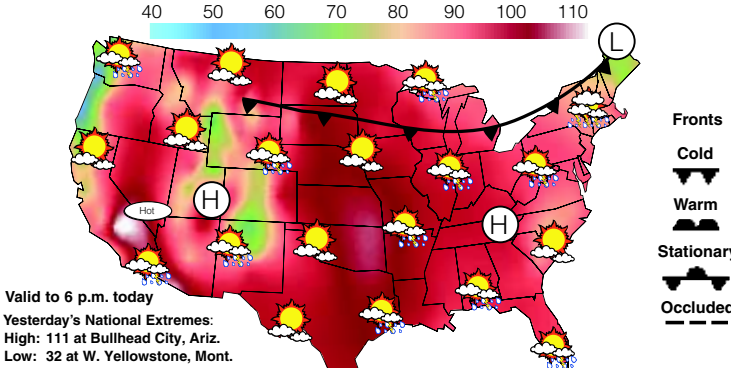 40 50 60 70 80 90 100 110
L
Fronts
Cold
Warm
Hot
H
H
Stationary
Occluded
Valid to 6 p.m. today
Yesterday's National Extremes:
High: 111 at Bullhead City, Ariz.
Low: 32 at W. Yellowstone, Mont.